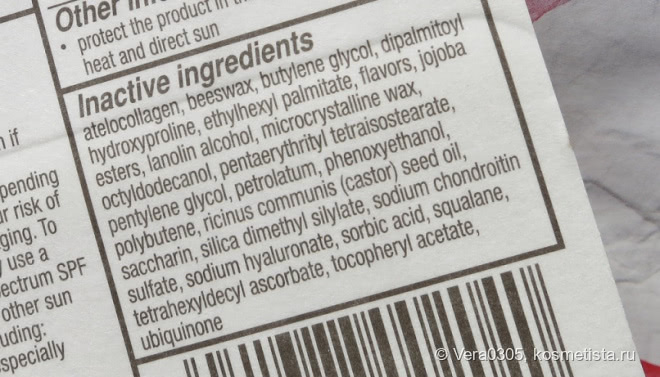 Other in
• protect the product in th
heat and direct sun
Inactive ingredients
atelocollagen, beeswax, butylene glycol, dipalmitoyl
hydroxyproline, ethylhexyl palmitate, flavors, jojoba
esters, lanolin alcohol, microcrystalline wax,
octyldodecanol, pentaerythrityl tetraisostearate,
pentylene glycol, petrolatum, phenoxyethanol,
polybutene, ricinus communis (castor) seed oil,
saccharin, silica dimethyl silylate, sodium chondroitin
sulfate, sodium hyaluronate, sorbic acid, squalane,
tetrahexyldecyl ascorbate, tocopheryl acetate,
ubiquinone
n if
pending
ur risk of
ging. To
y use a
ectrum SPF
other sun
uding:
specially
© Vera0305, kosmetista.ru